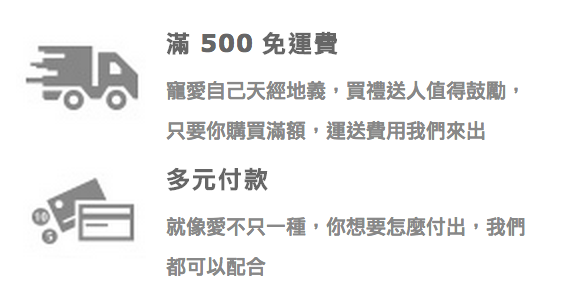 滿 500 免運費
寵愛自己天經地義，買禮送人值得鼓勵，
只要你購買滿額，運送費用我們來出
多元付款
10
5
就像愛不只一種，你想要怎麼付出，我們
都可以配合